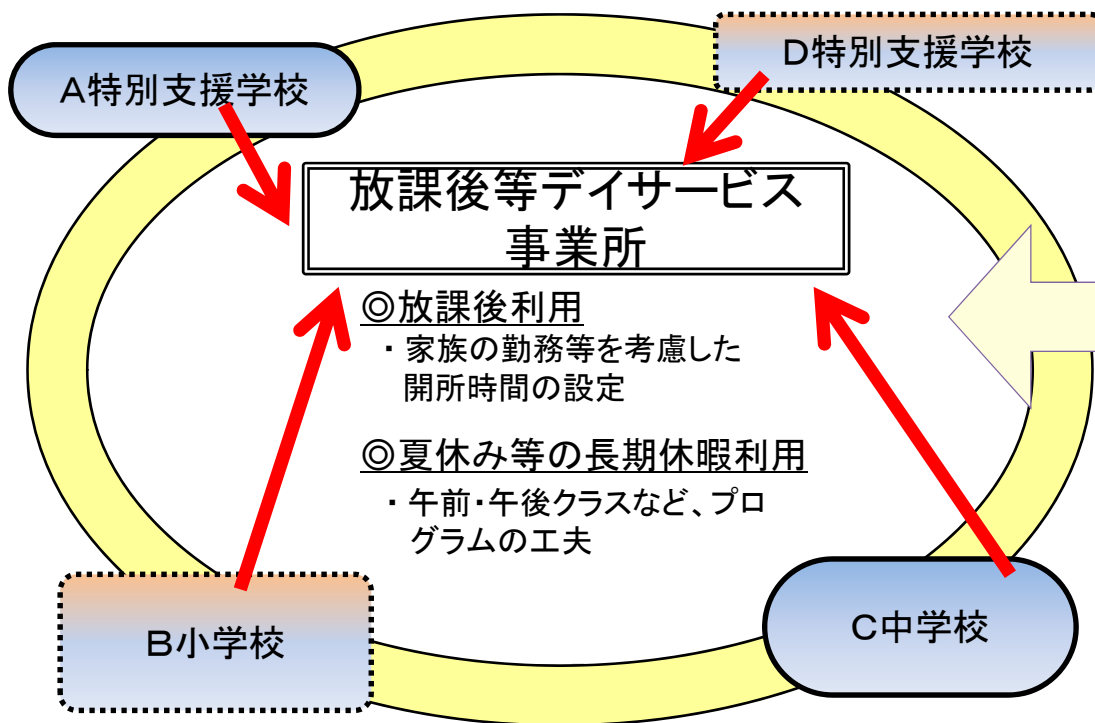 A特別支援学校
D特別支援学校
放課後等デイサービス
事業所
◎放課後利用
・ 家族の勤務等を考慮した
開所時間の設定
◎夏休み等の長期休暇利用
・ 午前・午後クラスなど、プロ
グラムの工夫
B小学校
C中学校